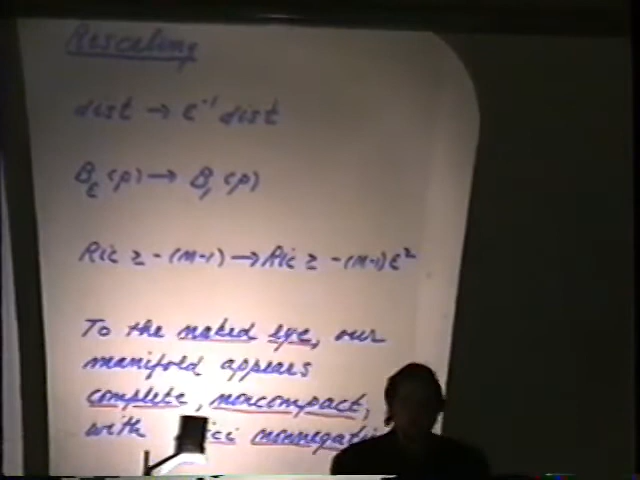 Rescaling
dist → ε⁻¹ dist
B_ε(p) → B₁(p)
Ric ≥ -(n-1) → Ric ≥ -(n-1)ε²
To the naked eye, our
manifold appears
complete, noncompact,
with